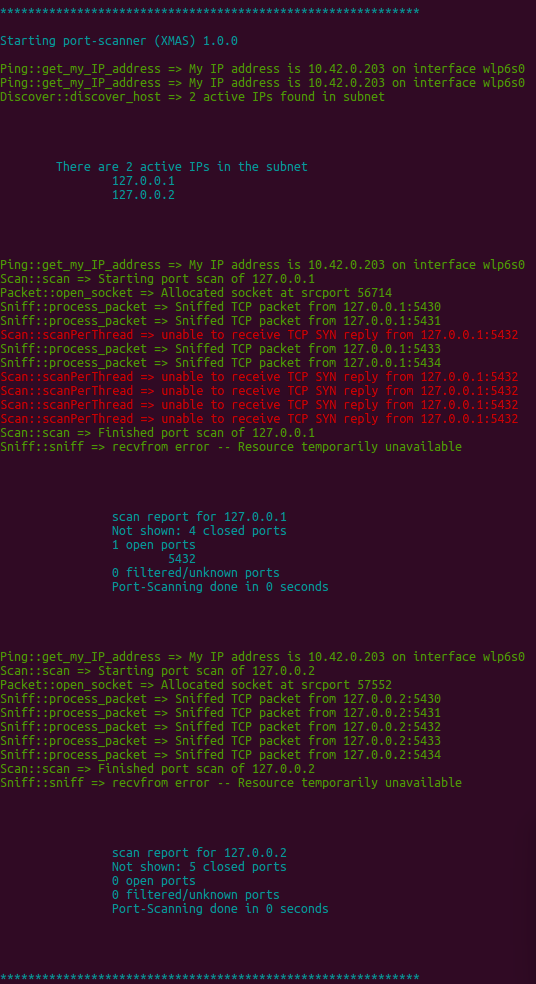 ************************************************************
Starting port-scanner (XMAS) 1.0.0
Ping::get_my_IP_address => My IP address is 10.42.0.203 on interface wlp6s0
Ping::get_my_IP_address => My IP address is 10.42.0.203 on interface wlp6s0
Discover::discover_host => 2 active IPs found in subnet
There are 2 active IPs in the subnet
127.0.0.1
127.0.0.2
Ping::get_my_IP_address => My IP address is 10.42.0.203 on interface wlp6s0
Scan::scan => Starting port scan of 127.0.0.1
Packet::open_socket => Allocated socket at srcport 56714
Sniff::process_packet => Sniffed TCP packet from 127.0.0.1:5430
Sniff::process_packet => Sniffed TCP packet from 127.0.0.1:5431
Scan::scanPerThread => unable to receive TCP SYN reply from 127.0.0.1:5432
Sniff::process_packet => Sniffed TCP packet from 127.0.0.1:5433
Sniff::process_packet => Sniffed TCP packet from 127.0.0.1:5434
Scan::scanPerThread => unable to receive TCP SYN reply from 127.0.0.1:5432
Scan::scanPerThread => unable to receive TCP SYN reply from 127.0.0.1:5432
Scan::scanPerThread => unable to receive TCP SYN reply from 127.0.0.1:5432
Scan::scanPerThread => unable to receive TCP SYN reply from 127.0.0.1:5432
Scan::scan => Finished port scan of 127.0.0.1
Sniff::sniff => recvfrom error -- Resource temporarily unavailable
scan report for 127.0.0.1
Not shown: 4 closed ports
1 open ports
5432
0 filtered/unknown ports
Port-Scanning done in 0 seconds
Ping::get_my_IP_address => My IP address is 10.42.0.203 on interface wlp6s0
Scan::scan => Starting port scan of 127.0.0.2
Packet::open_socket => Allocated socket at srcport 57552
Sniff::process_packet => Sniffed TCP packet from 127.0.0.2:5430
Sniff::process_packet => Sniffed TCP packet from 127.0.0.2:5431
Sniff::process_packet => Sniffed TCP packet from 127.0.0.2:5432
Sniff::process_packet => Sniffed TCP packet from 127.0.0.2:5433
Sniff::process_packet => Sniffed TCP packet from 127.0.0.2:5434
Scan::scan => Finished port scan of 127.0.0.2
Sniff::sniff => recvfrom error -- Resource temporarily unavailable
scan report for 127.0.0.2
Not shown: 5 closed ports
0 open ports
0 filtered/unknown ports
Port-Scanning done in 0 seconds
************************************************************